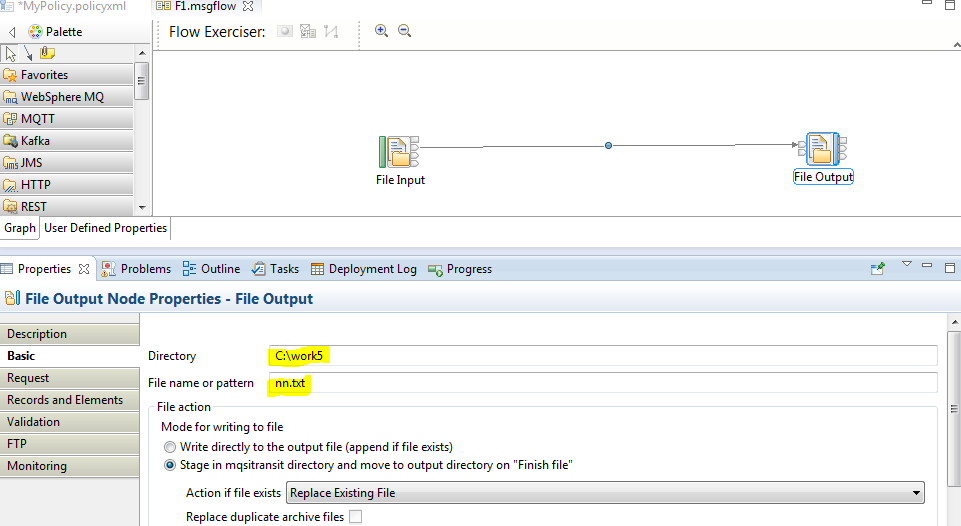 *MyPolicy.policyxml F1.msgflow
Palette
Flow Exerciser:
Favorites
WebSphere MQ
MQTT
Kafka
JMS
HTTP
REST
File Input
File Output
Graph User Defined Properties
Properties Problems Outline Tasks Deployment Log Progress
File Output Node Properties - File Output
Description
Basic
Request
Records and Elements
Validation
FTP
Monitoring
Directory C:\work5
File name or pattern nn.txt
File action
Mode for writing to file
Write directly to the output file (append if file exists)
Stage in mqsitransit directory and move to output directory on "Finish file"
Action if file exists Replace Existing File
Replace duplicate archive files